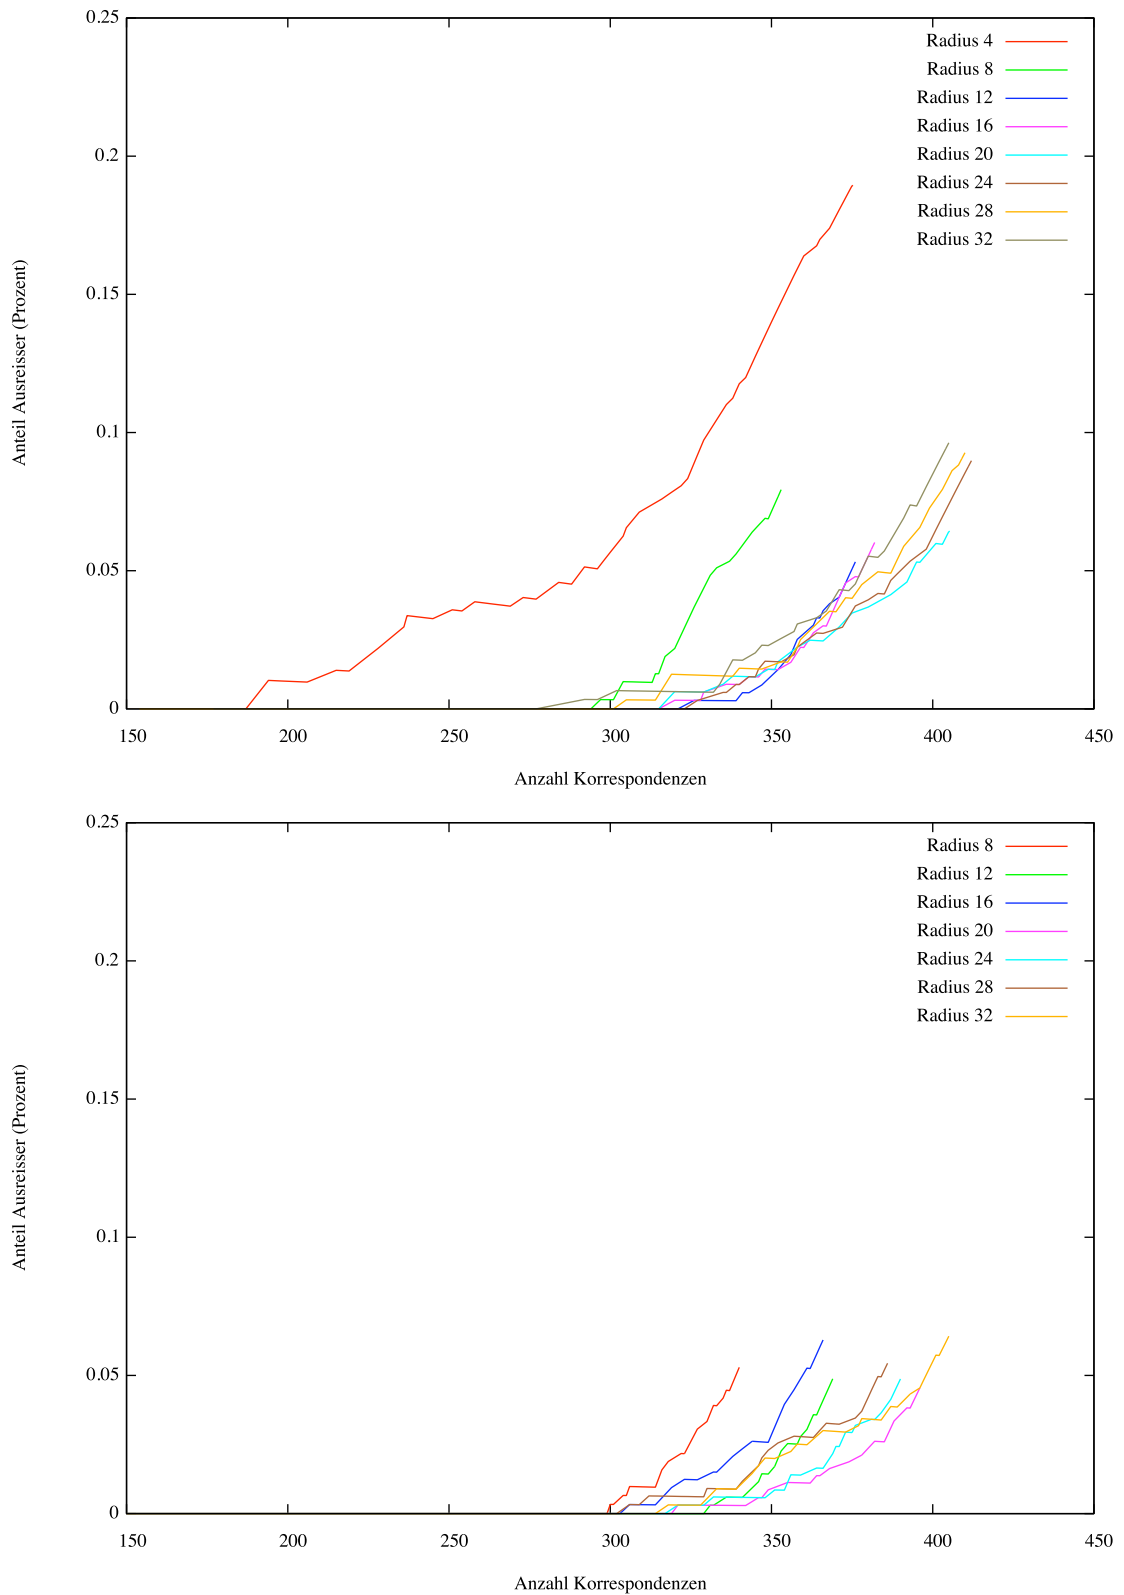 0.25
Radius 4
Radius 8
Radius 12
Radius 16
Radius 20
Radius 24
Radius 28
Radius 32
0.2
0.15
0.1
0.05
0
Anteil Ausreisser (Prozent)
150 200 250 300 350 400 450
Anzahl Korrespondenzen
0.25
Radius 8
Radius 12
Radius 16
Radius 20
Radius 24
Radius 28
Radius 32
0.2
0.15
0.1
0.05
0
Anteil Ausreisser (Prozent)
150 200 250 300 350 400 450
Anzahl Korrespondenzen